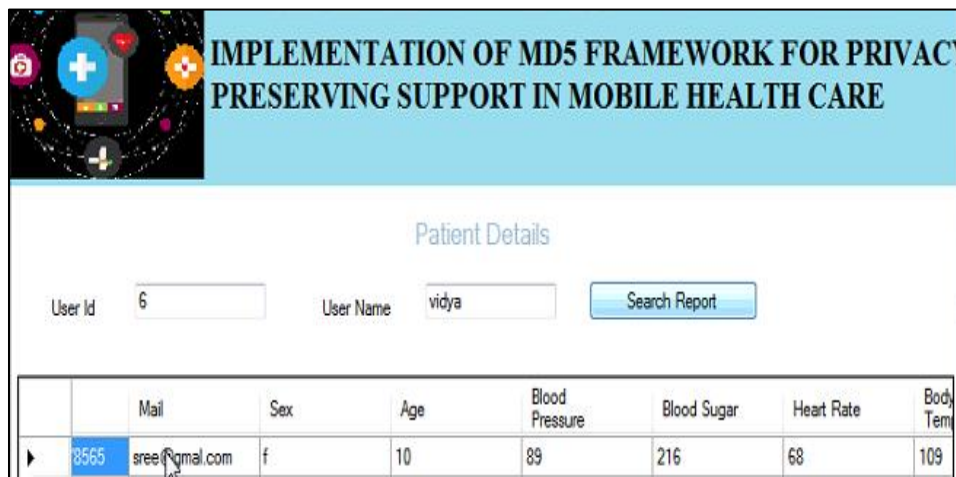 IMPLEMENTATION OF MD5 FRAMEWORK FOR PRIVACY
PRESERVING SUPPORT IN MOBILE HEALTH CARE
Patient Details
User Id 6 User Name vidya Search Report
Mail Sex Age Blood Pressure Blood Sugar Heart Rate Body
8565 f 10 89 216 68 109